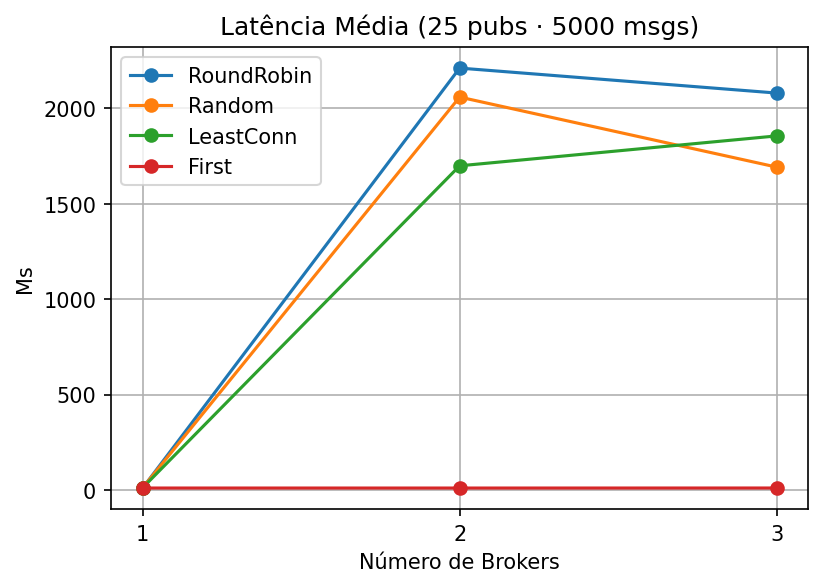 Latência Média (25 pubs · 5000 msgs)
RoundRobin
Random
LeastConn
First
Ms
2000
1500
1000
500
0
1
2
3
Número de Brokers